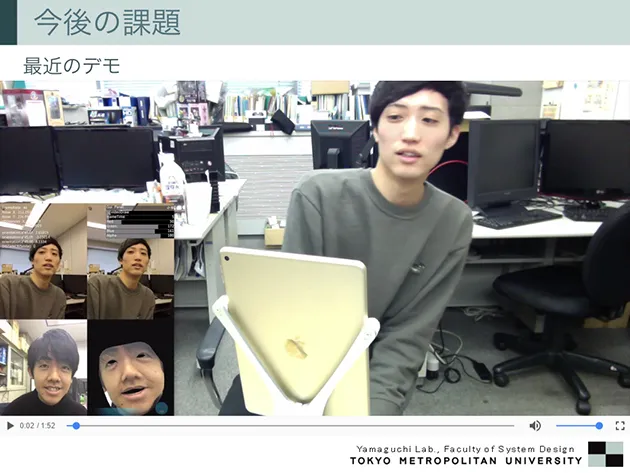 今後の課題
最近のデモ
0:02 / 1:52
Yamaguchi Lab., Faculty of System Design
TOKYO METROPOLITAN UNIVERSITY